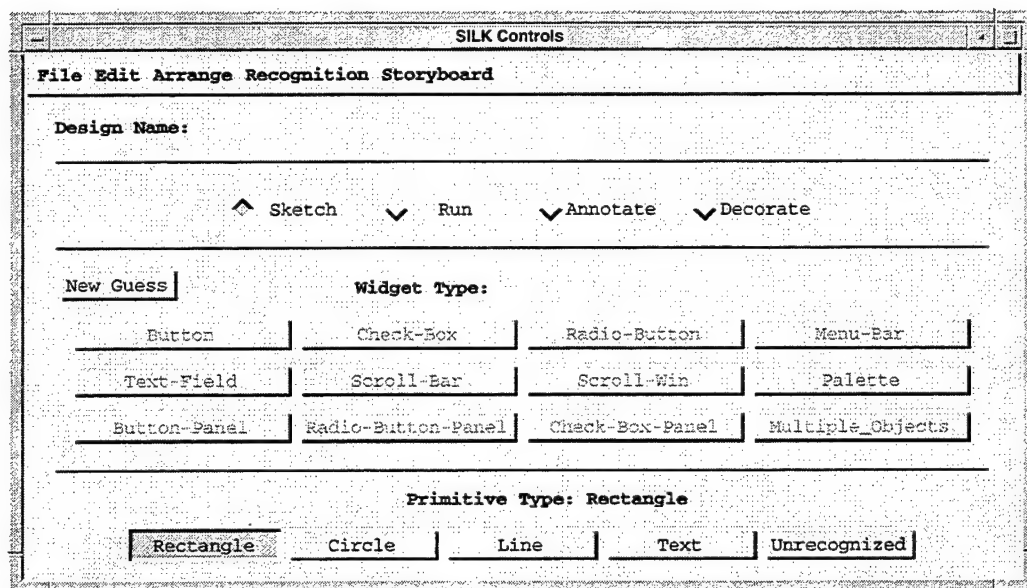 SILK Controls
File Edit Arrange Recognition Storyboard
Design Name:
Sketch Run Annotate Decorate
New Guess Widget Type:
Button Check-Box Radio-Button Menu-Bar
Text-Field Scroll-Bar Scroll-Win Palette
Button-Panel Radio-Button-Panel Check-Box-Panel Multiple_Objects
Primitive Type: Rectangle
Rectangle Circle Line Text Unrecognized